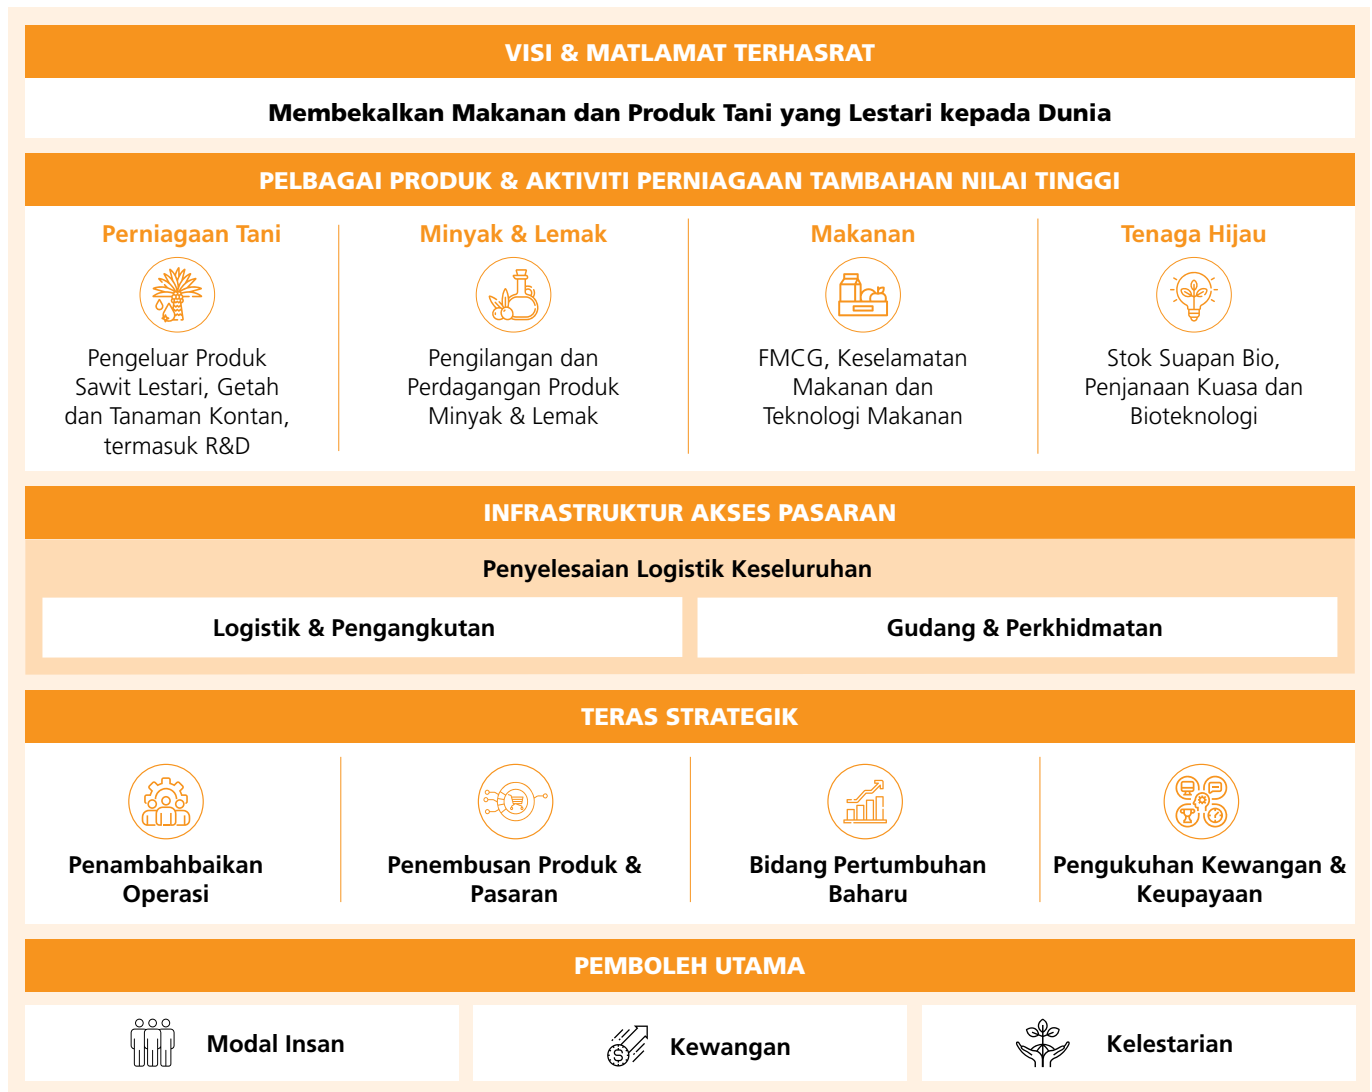 VISI & MATLAMAT TERHASRAT
Membekalkan Makanan dan Produk Tani yang Lestari kepada Dunia
PELBAGAI PRODUK & AKTIVITI PERNIAGAAN TAMBAHAN NILAI TINGGI
Perniagaan Tani
Pengeluar Produk
Sawit Lestari, Getah
dan Tanaman Kontan,
termasuk R&D
Minyak & Lemak
Pengilangan dan
Perdagangan Produk
Minyak & Lemak
Makanan
FMCG, Keselamatan
Makanan dan
Teknologi Makanan
Tenaga Hijau
Stok Suapan Bio,
Penjanaan Kuasa dan
Bioteknologi
INFRASTRUKTUR AKSES PASARAN
Penyelesaian Logistik Keseluruhan
Logistik & Pengangkutan
Gudang & Perkhidmatan
TERAS STRATEGIK
Penambahbaikan
Operasi
Penembusan Produk &
Pasaran
Bidang Pertumbuhan
Baharu
Pengukuhan Kewangan &
Keupayaan
PEMBOLEH UTAMA
Modal Insan
Kewangan
Kelestarian